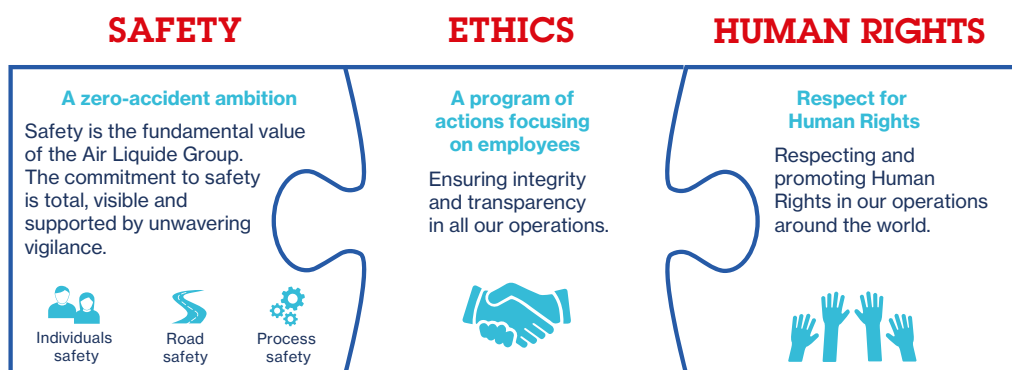 SAFETY
A zero-accident ambition
Safety is the fundamental value
of the Air Liquide Group.
The commitment to safety
is total, visible and
supported by unwavering
vigilance.
Individuals
safety
Road
safety
Process
safety
ETHICS
A program of
actions focusing
on employees
Ensuring integrity
and transparency
in all our operations.
HUMAN RIGHTS
Respect for
Human Rights
Respecting and
promoting Human
Rights in our operations
around the world.